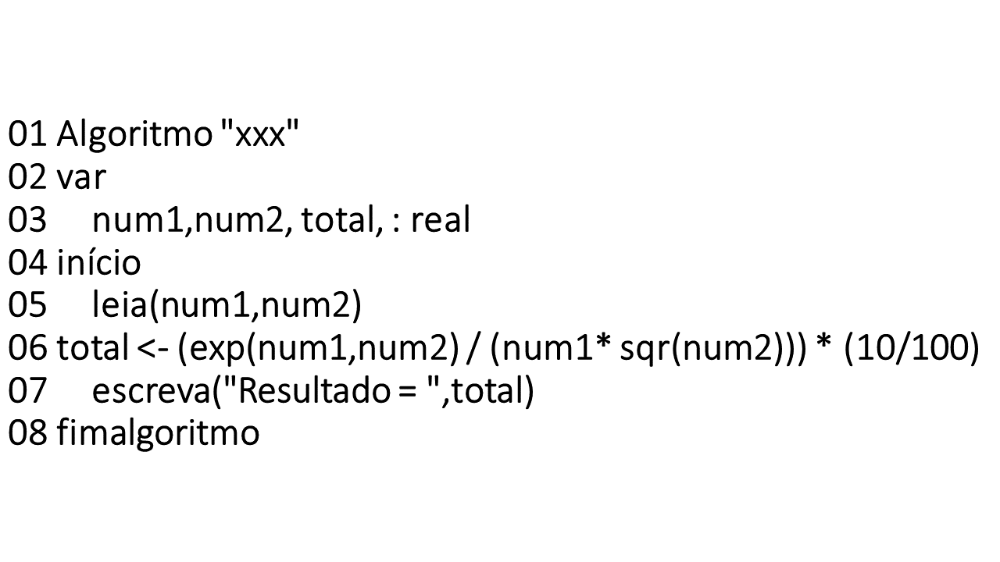 01 Algoritmo "xxx"
02 var
03 num1,num2, total, : real
04 início
05 leia(num1,num2)
06 total <- (exp(num1,num2) / (num1* sqr(num2))) * (10/100)
07 escreva("Resultado = ",total)
08 fimalgoritmo